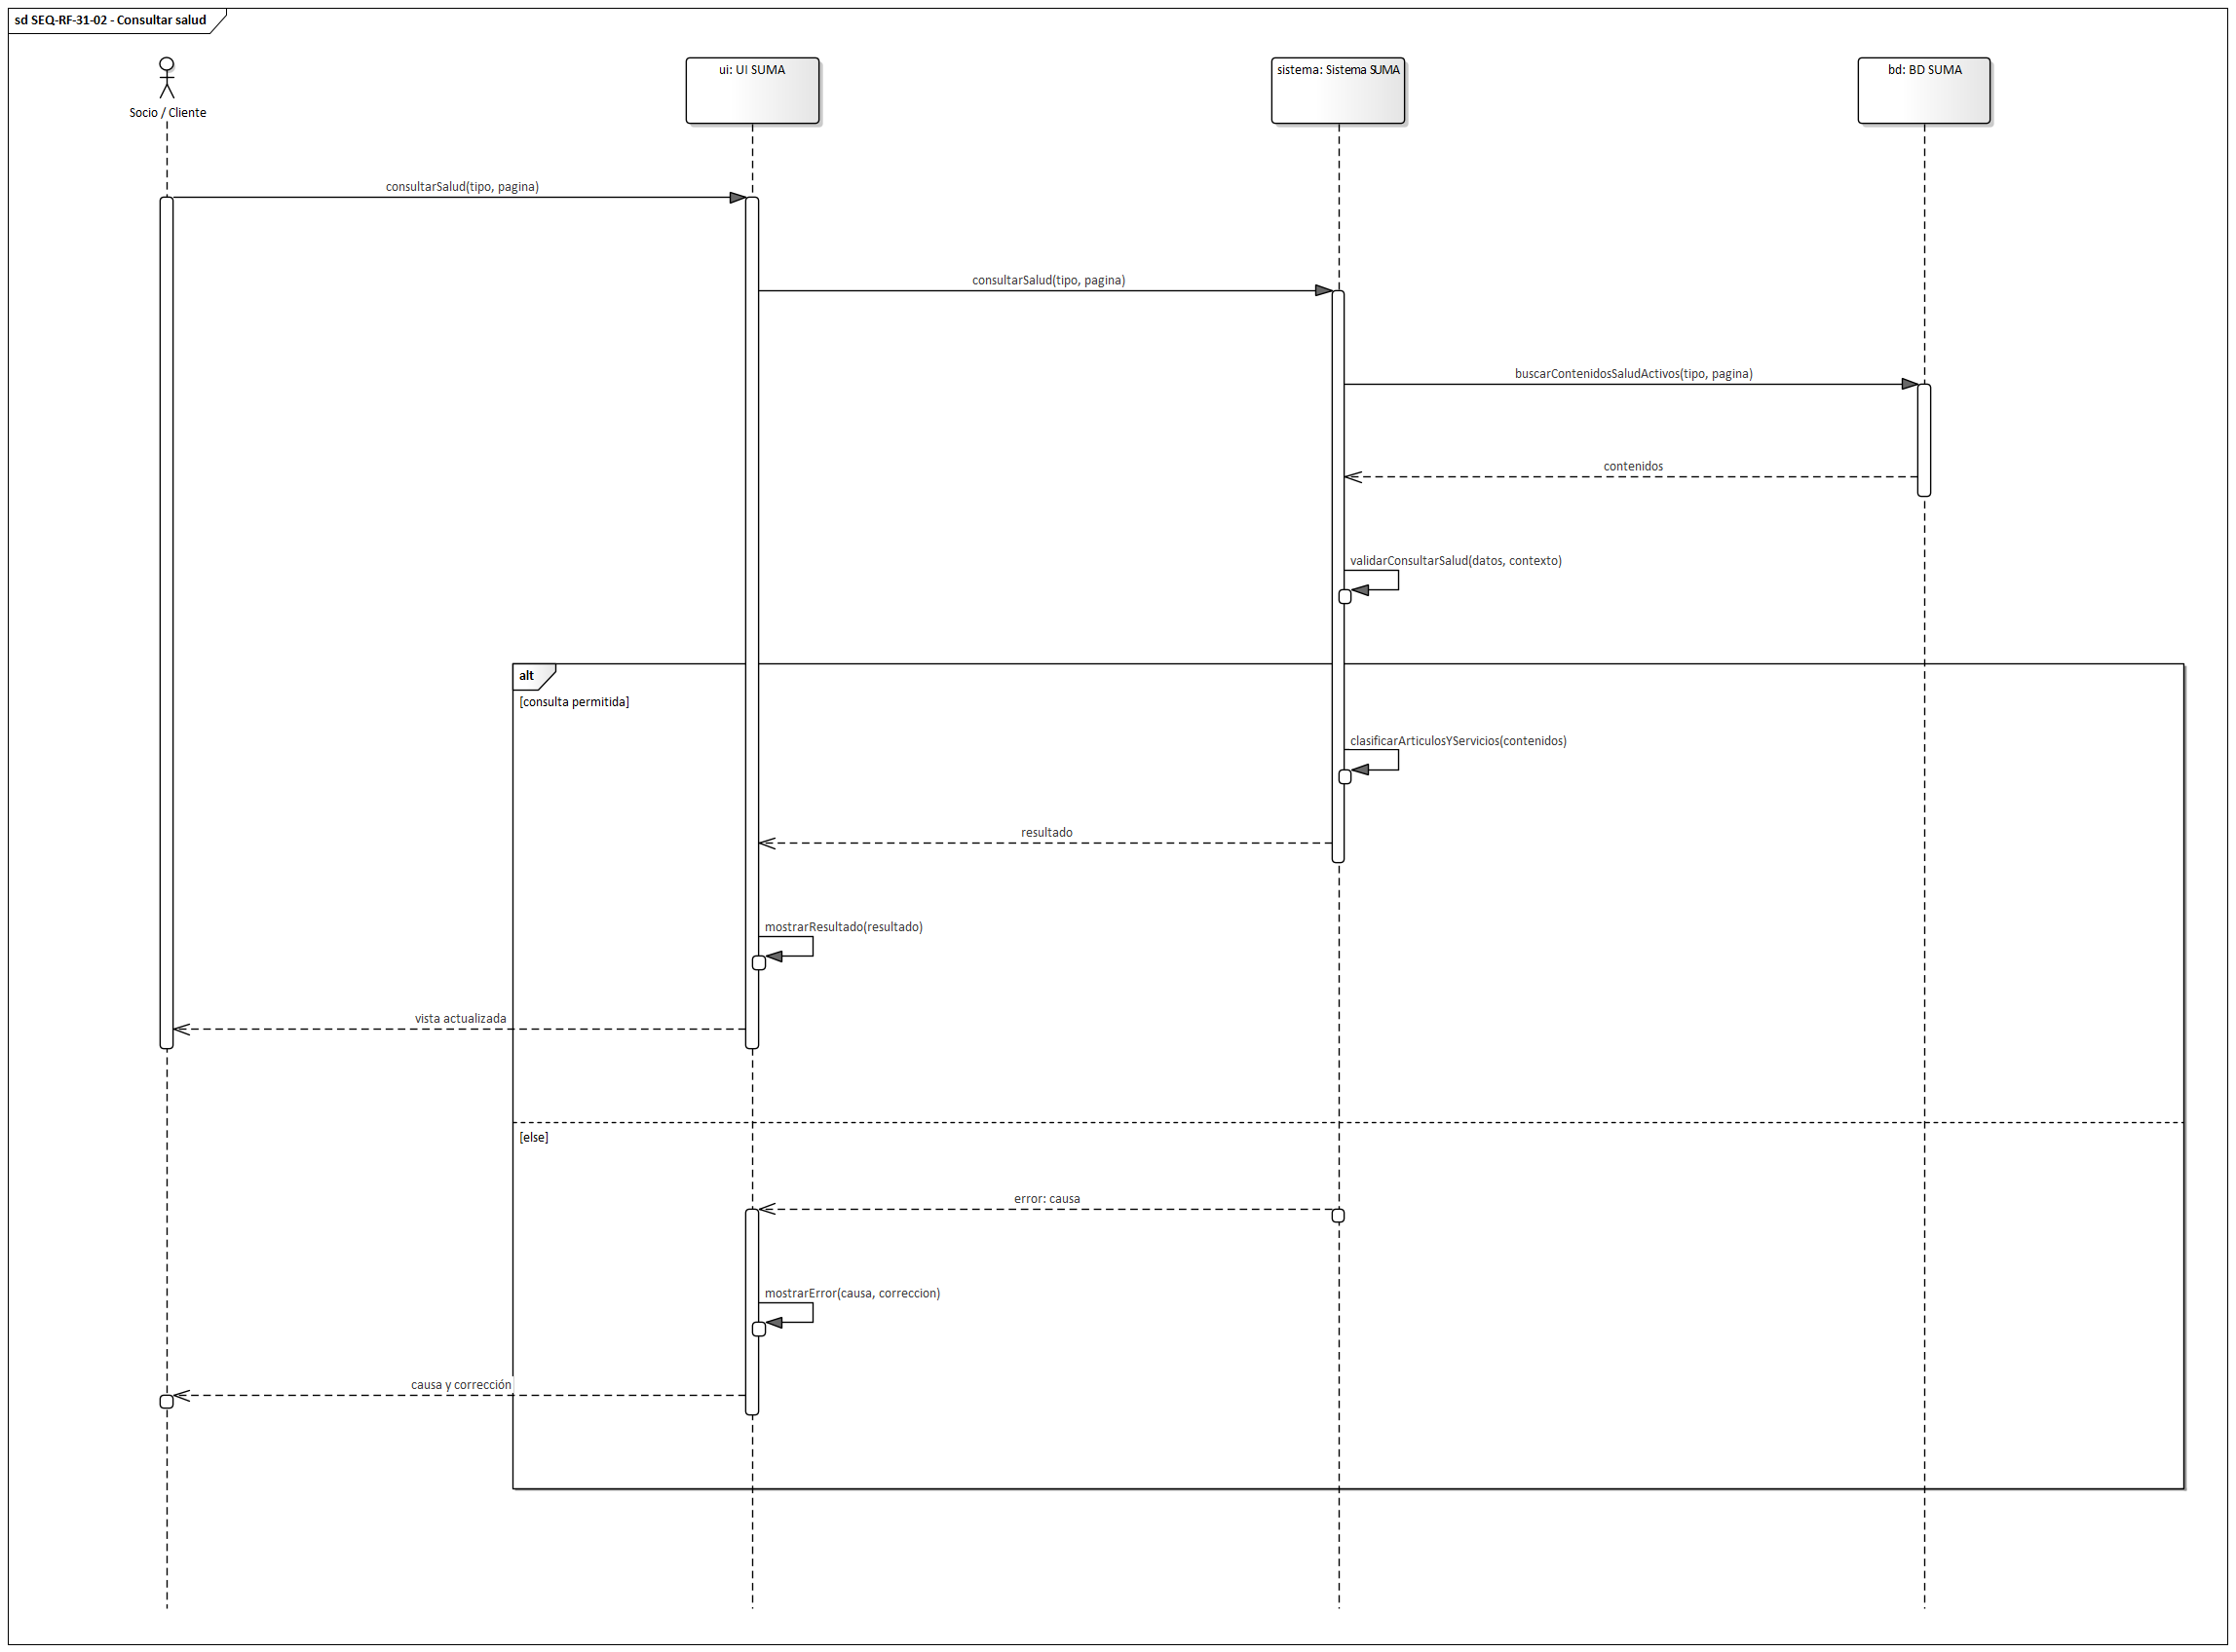 sd SEQ-RF-31-02 - Consultar salud
Socio / Cliente
ui: UI SUMA
sistema: Sistema SUMA
bd: BD SUMA
consultarSalud(tipo, pagina)
consultarSalud(tipo, pagina)
buscarContenidosSaludActivos(tipo, pagina)
contenidos
validarConsultarSalud(datos, contexto)
alt
[consulta permitida]
clasificarArticulosYServicios(contenidos)
resultado
mostrarResultado(resultado)
vista actualizada
[else]
error: causa
mostrarError(causa, correccion)
causa y corrección